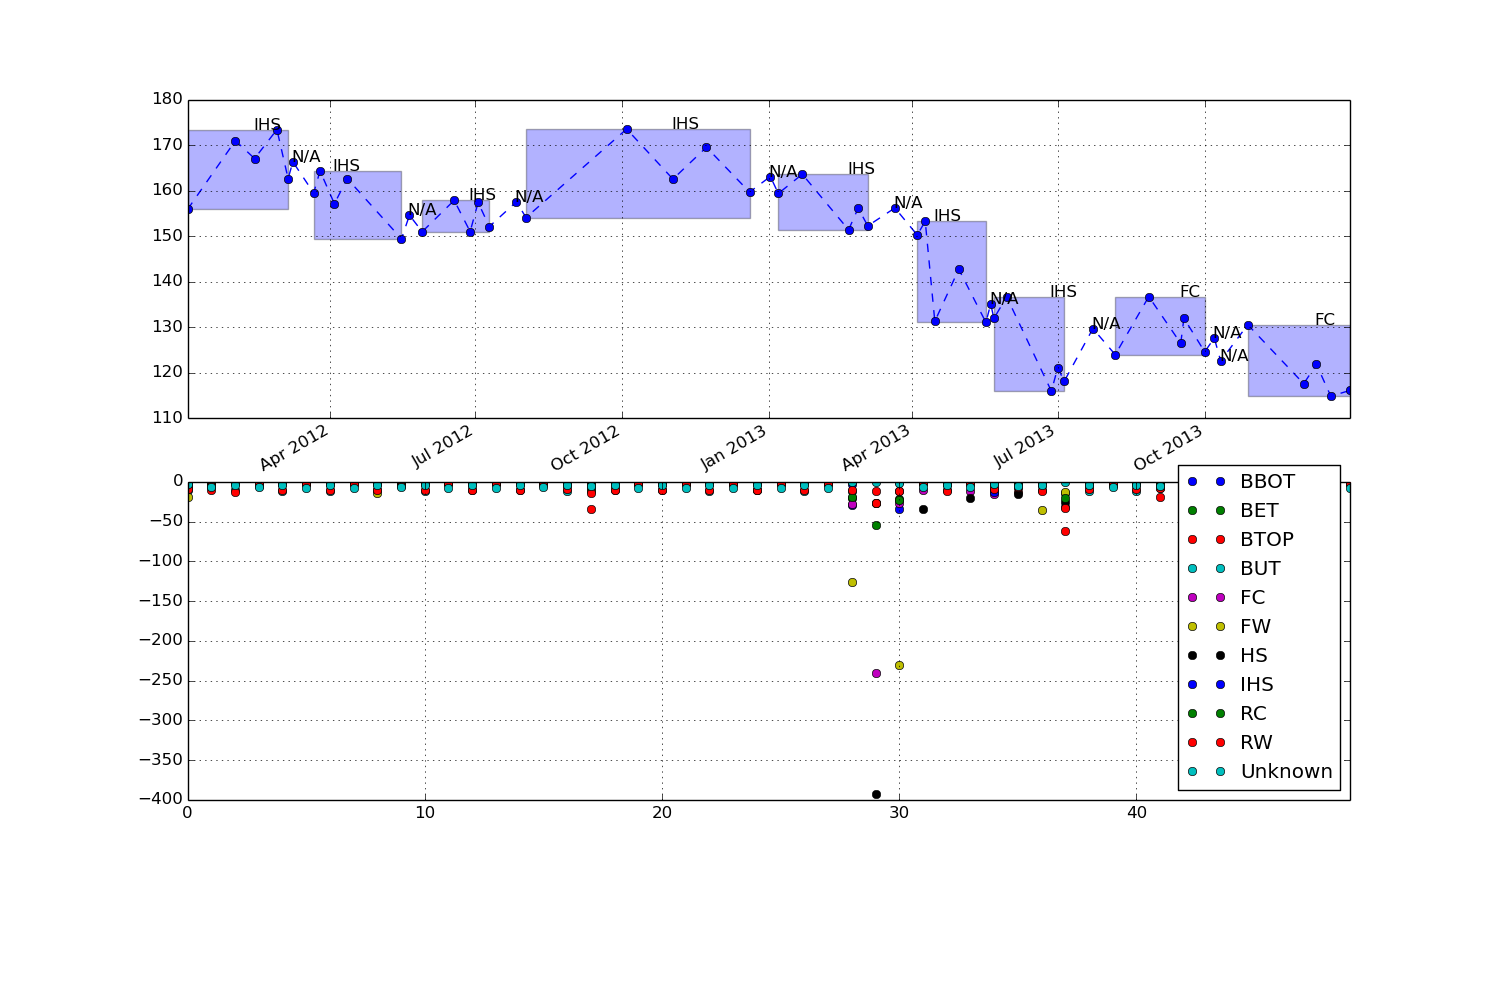 180
170
160
150
140
130
120
110
IHS
N/A
IHS
N/A
IHS
N/A
IHS
N/A
IHS
N/A
IHS
N/A
IHS
N/A
FC
N/A
N/A
FC
Apr 2012
Jul 2012
Oct 2012
Jan 2013
Apr 2013
Jul 2013
Oct 2013
0
−50
−100
−150
−200
−250
−300
−350
−400
0
10
20
30
40
BBOT
BET
BTOP
BUT
FC
FW
HS
IHS
RC
RW
Unknown